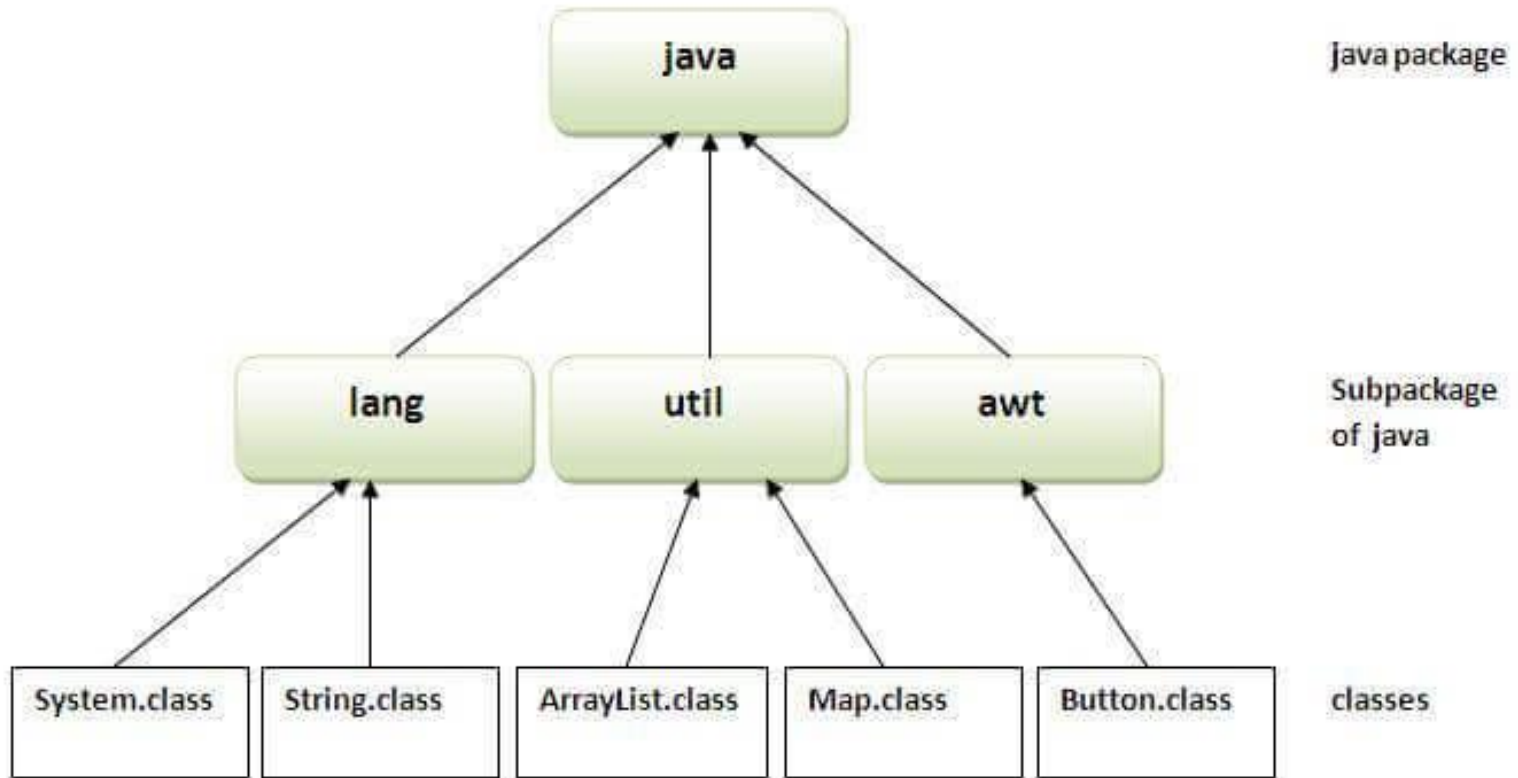 java
java package
lang
util
awt
Subpackage
of java
System.class
String.class
ArrayList.class
Map.class
Button.class
classes